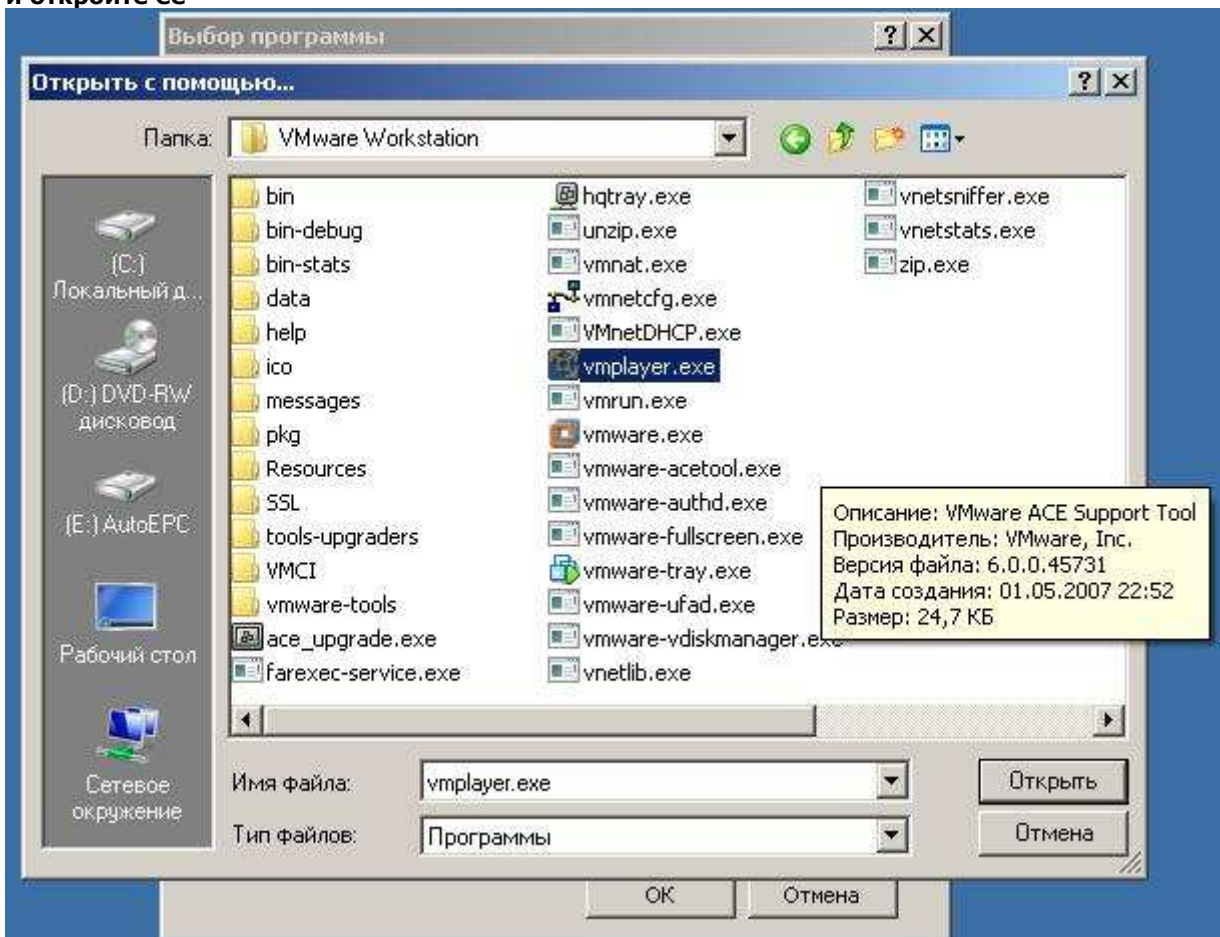 и откройте ее
Выбор программы
Открыть с помощью...
Папка:
VMware Workstation
(C:)
Локальный д...
(D:) DVD-RW
дисковод
(E:) AutoEPC
Рабочий стол
Сетевое
окружение
bin
bin-debug
bin-stats
data
help
ico
messages
pkg
Resources
SSL
tools-upgraders
VMCI
vmware-tools
ace_upgrade.exe
farexec-service.exe
hqtray.exe
unzip.exe
vmnat.exe
vmnetcfg.exe
VMnetDHCP.exe
vmplayer.exe
vmrun.exe
vmware.exe
vmware-acetool.exe
vmware-authd.exe
vmware-fullscreen.exe
vmware-tray.exe
vmware-ufad.exe
vmware-vdiskmanager.exe
vnetlib.exe
vnetsniffer.exe
vnetstats.exe
zip.exe
Описание: VMware ACE Support Tool
Производитель: VMware, Inc.
Версия файла: 6.0.0.45731
Дата создания: 01.05.2007 22:52
Размер: 24,7 КБ
Имя файла:
vmplayer.exe
Открыть
Тип файлов:
Программы
Отмена
ОК
Отмена